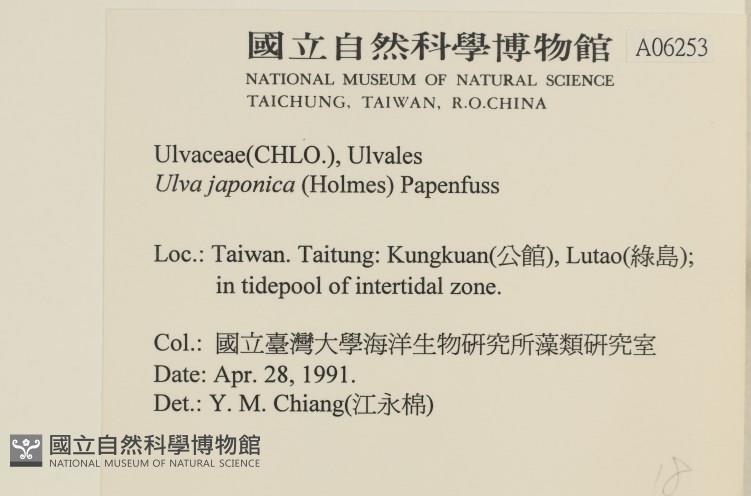 國立自然科學博物館 A06253
NATIONAL MUSEUM OF NATURAL SCIENCE
TAICHUNG, TAIWAN, R.O.CHINA
Ulvaceae(CHLO.), Ulvales
Ulva japonica (Holmes) Papenfuss
Loc.: Taiwan. Taitung: Kungkuan(公館), Lutao(綠島);
in tidepool of intertidal zone.
Col.: 國立臺灣大學海洋生物研究所藻類研究室
Date: Apr. 28, 1991.
Det.: Y. M. Chiang(江永棉)
國立自然科學博物館
NATIONAL MUSEUM OF NATURAL SCIENCE
18